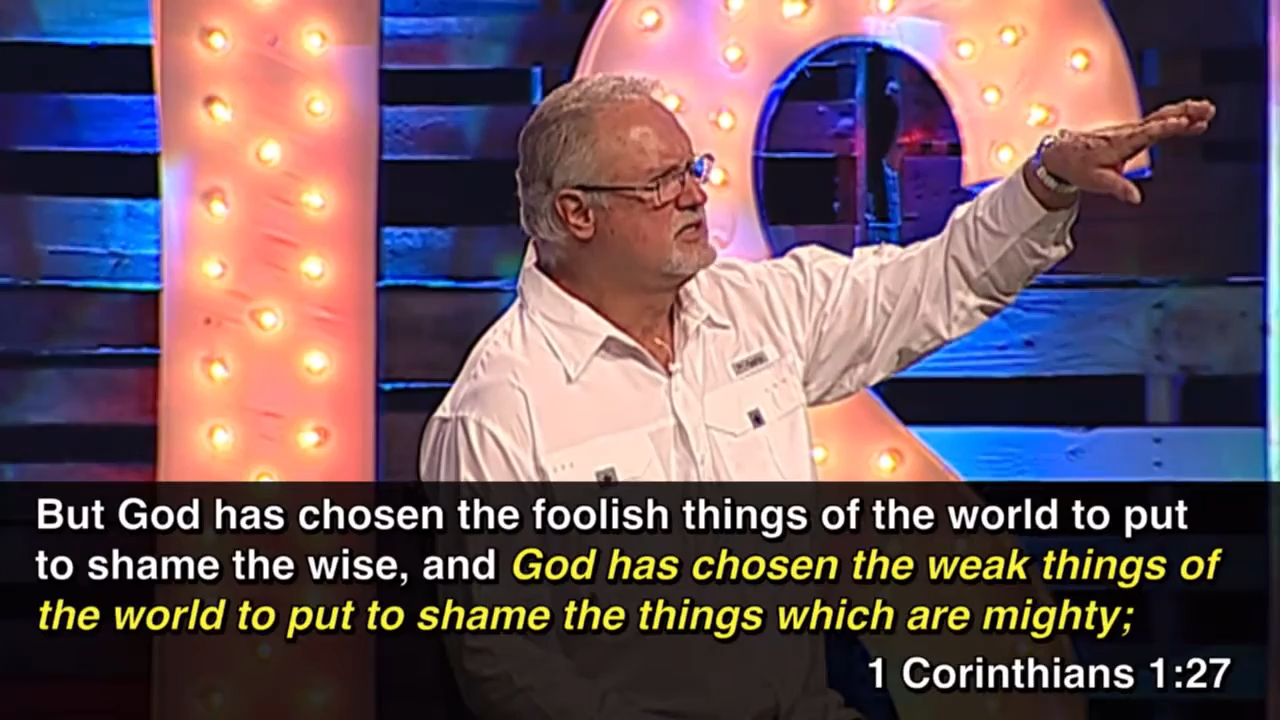 But God has chosen the foolish things of the world to put
to shame the wise, and God has chosen the weak things of
the world to put to shame the things which are mighty;
1 Corinthians 1:27